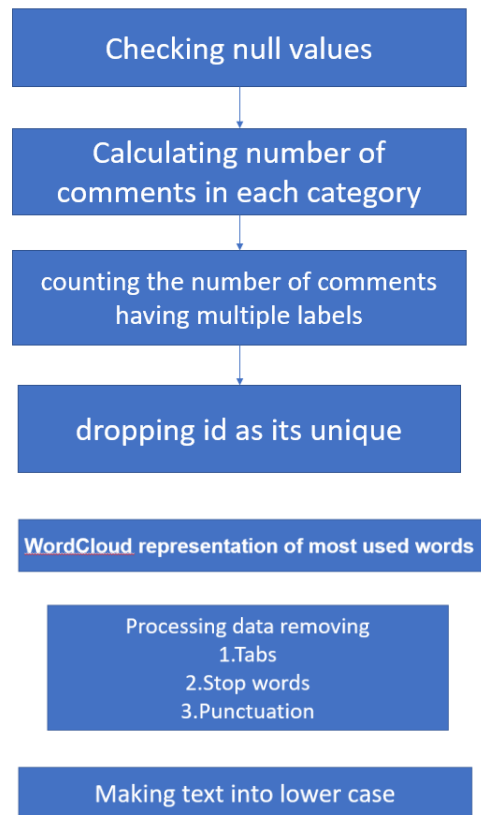 Checking null values
Calculating number of
comments in each category
counting the number of comments
having multiple labels
dropping id as its unique
WordCloud representation of most used words
Processing data removing
1.Tabs
2.Stop words
3.Punctuation
Making text into lower case